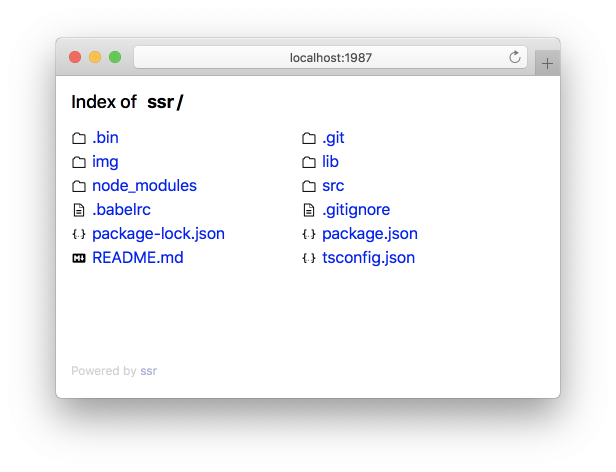 localhost:1987
Index of ssr/
.bin .git
img lib
node_modules src
.babelrc .gitignore
package-lock.json package.json
README.md tsconfig.json
Powered by ssr